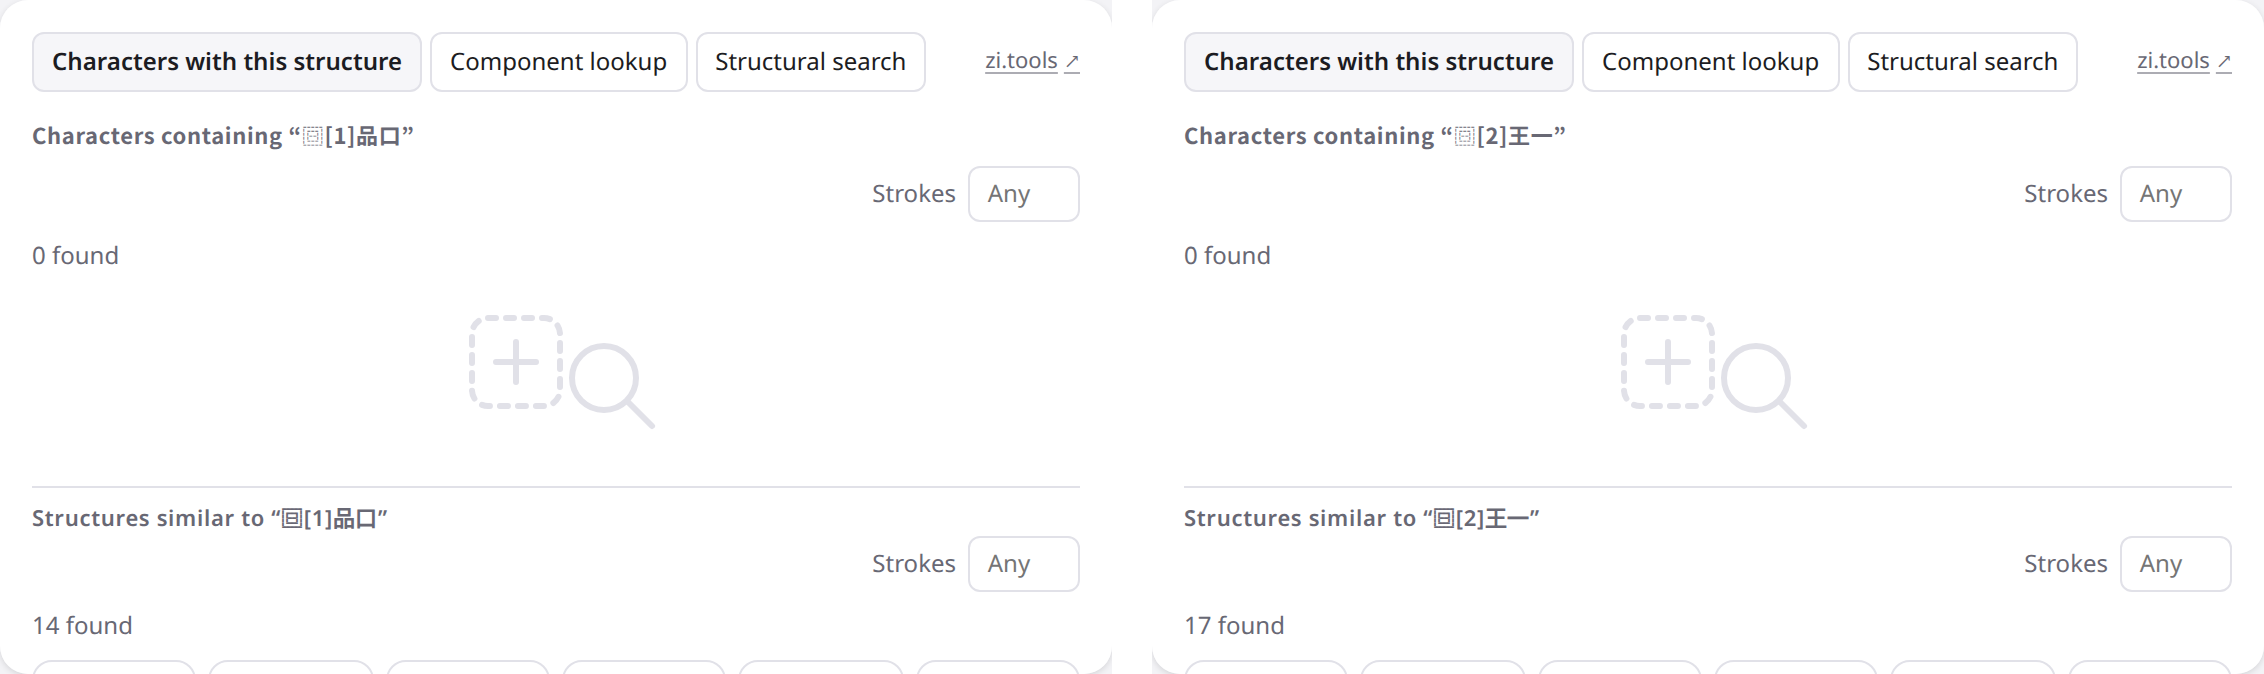 Characters with this structure Component lookup Structural search zi.tools ↗
Characters containing “⿴[1]品口”
Strokes Any
0 found
Structures similar to “回[1]品口”
Strokes Any
14 found
Characters with this structure Component lookup Structural search zi.tools ↗
Characters containing “⿴[2]王一”
Strokes Any
0 found
Structures similar to “回[2]王一”
Strokes Any
17 found